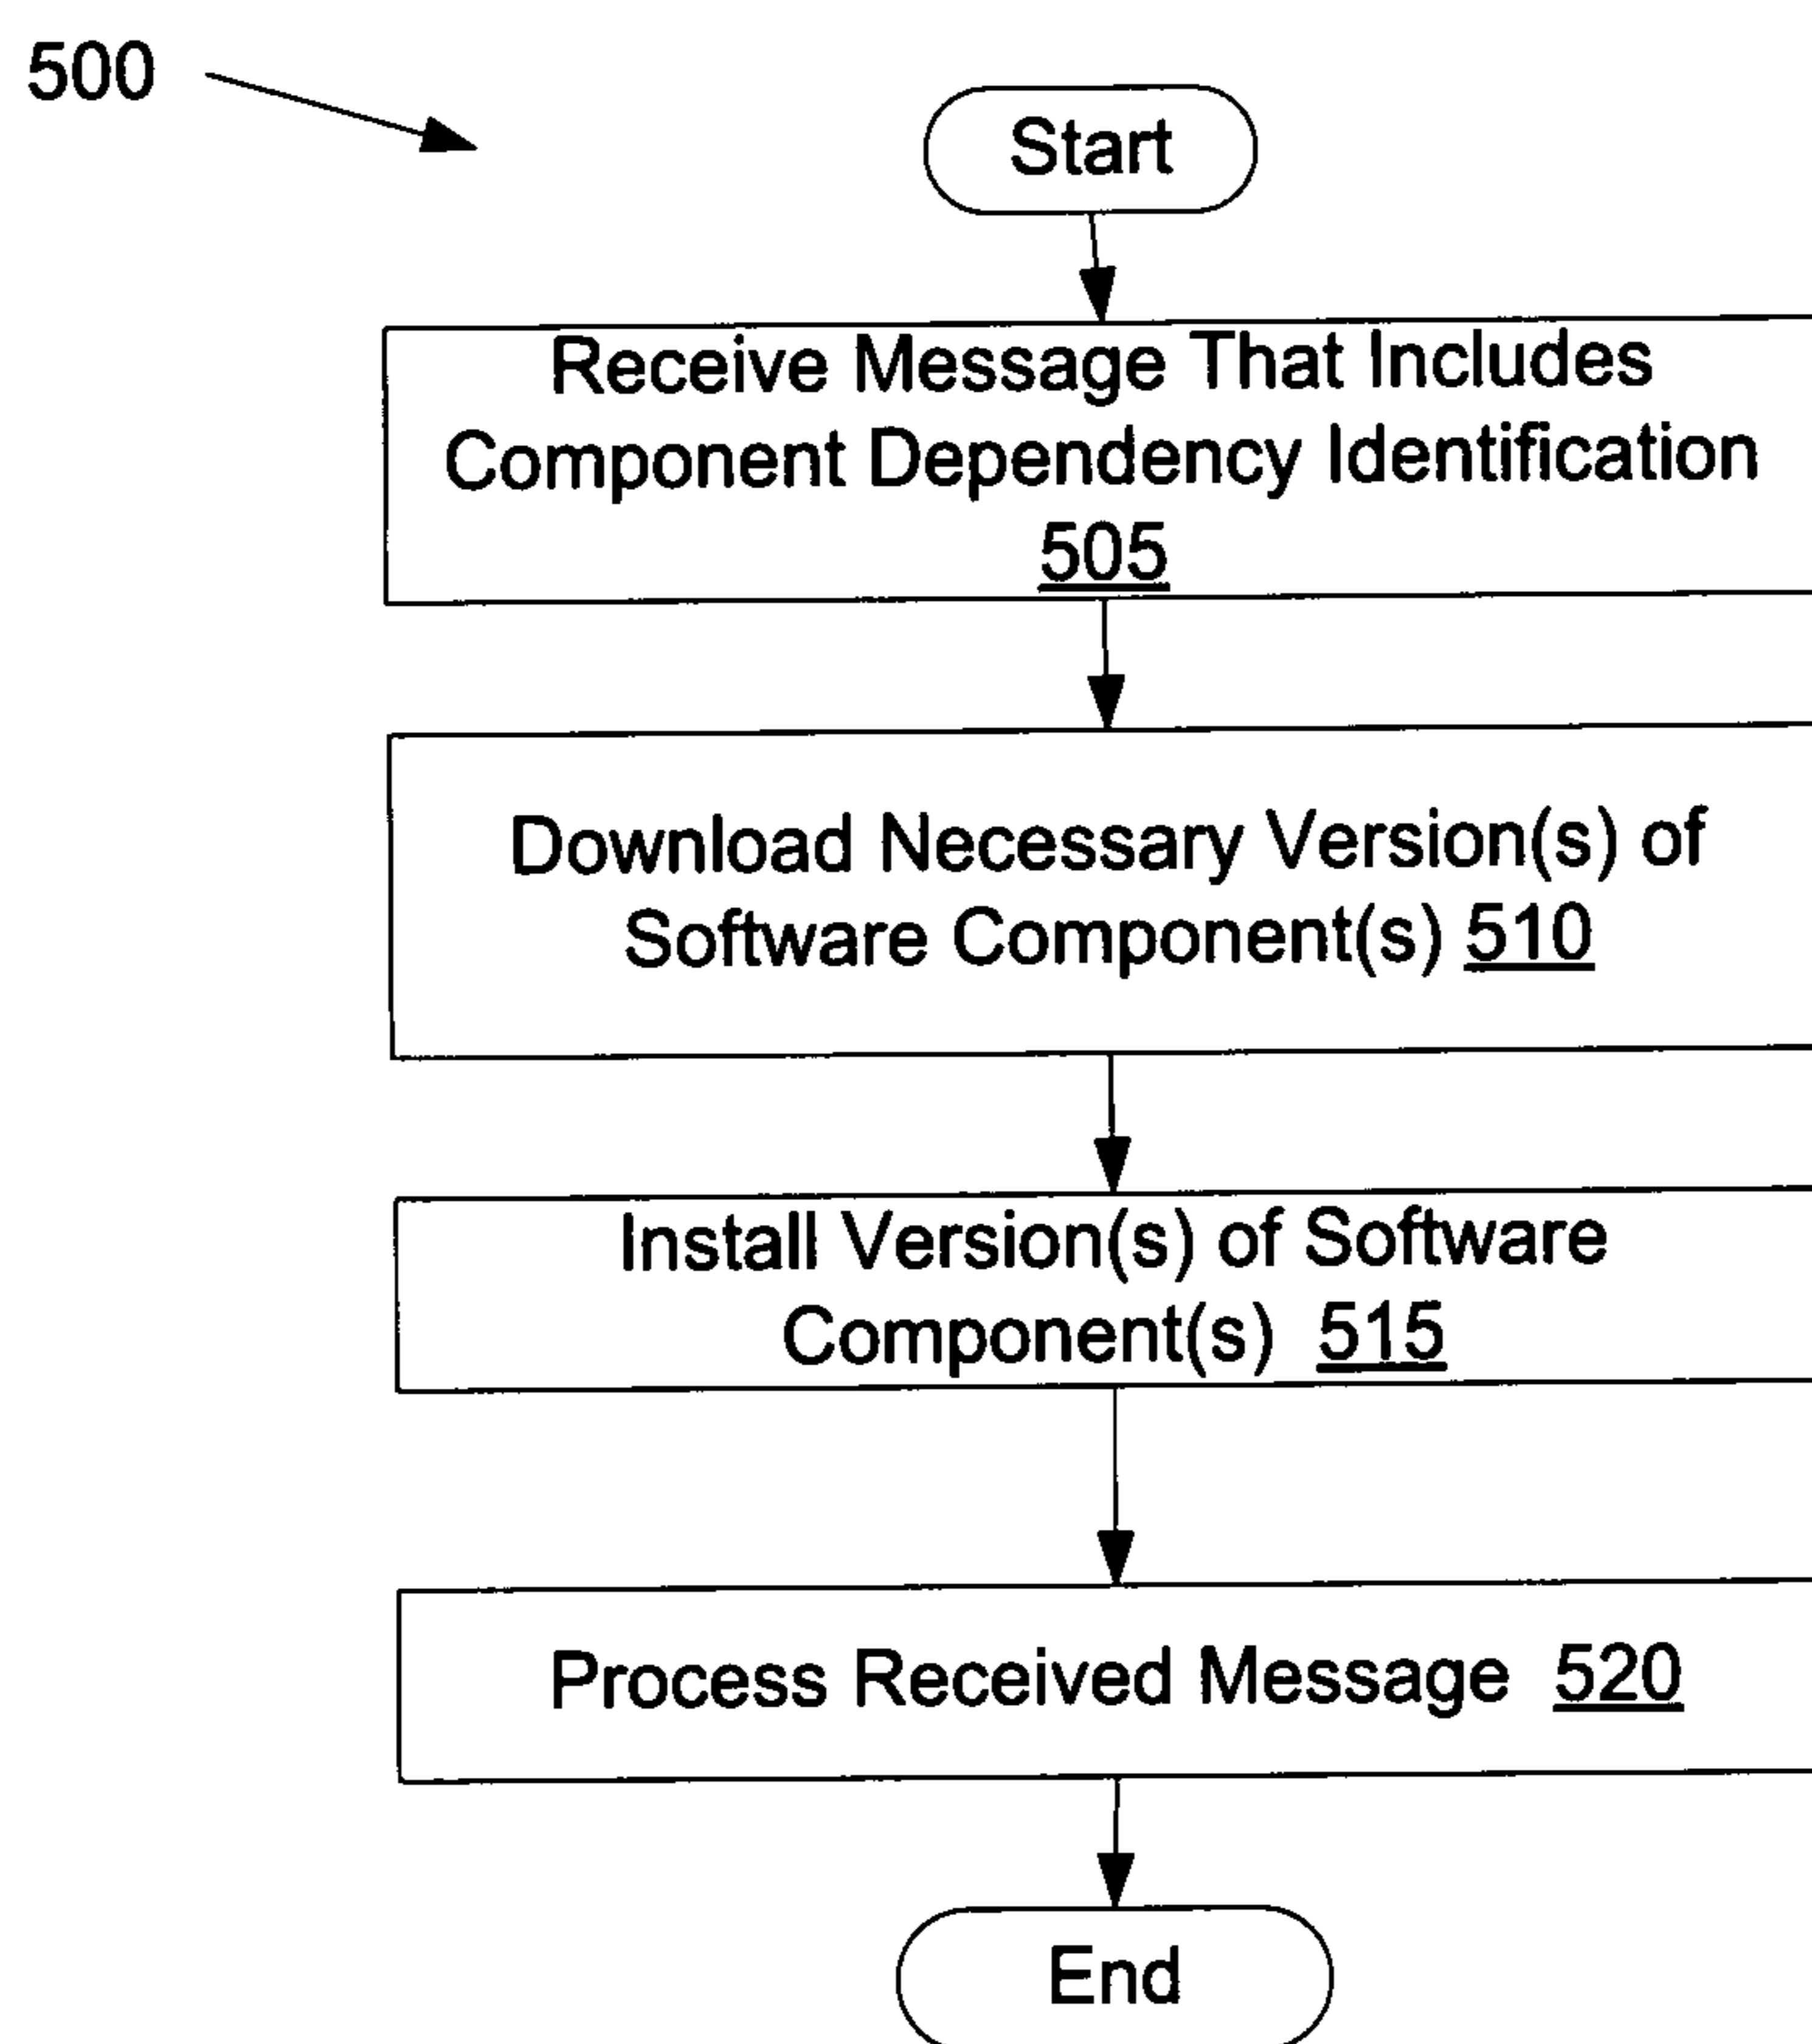 500
Start
Receive Message That Includes
Component Dependency Identification
505
Download Necessary Version(s) of
Software Component(s) 510
Install Version(s) of Software
Component(s) 515
Process Received Message 520
End